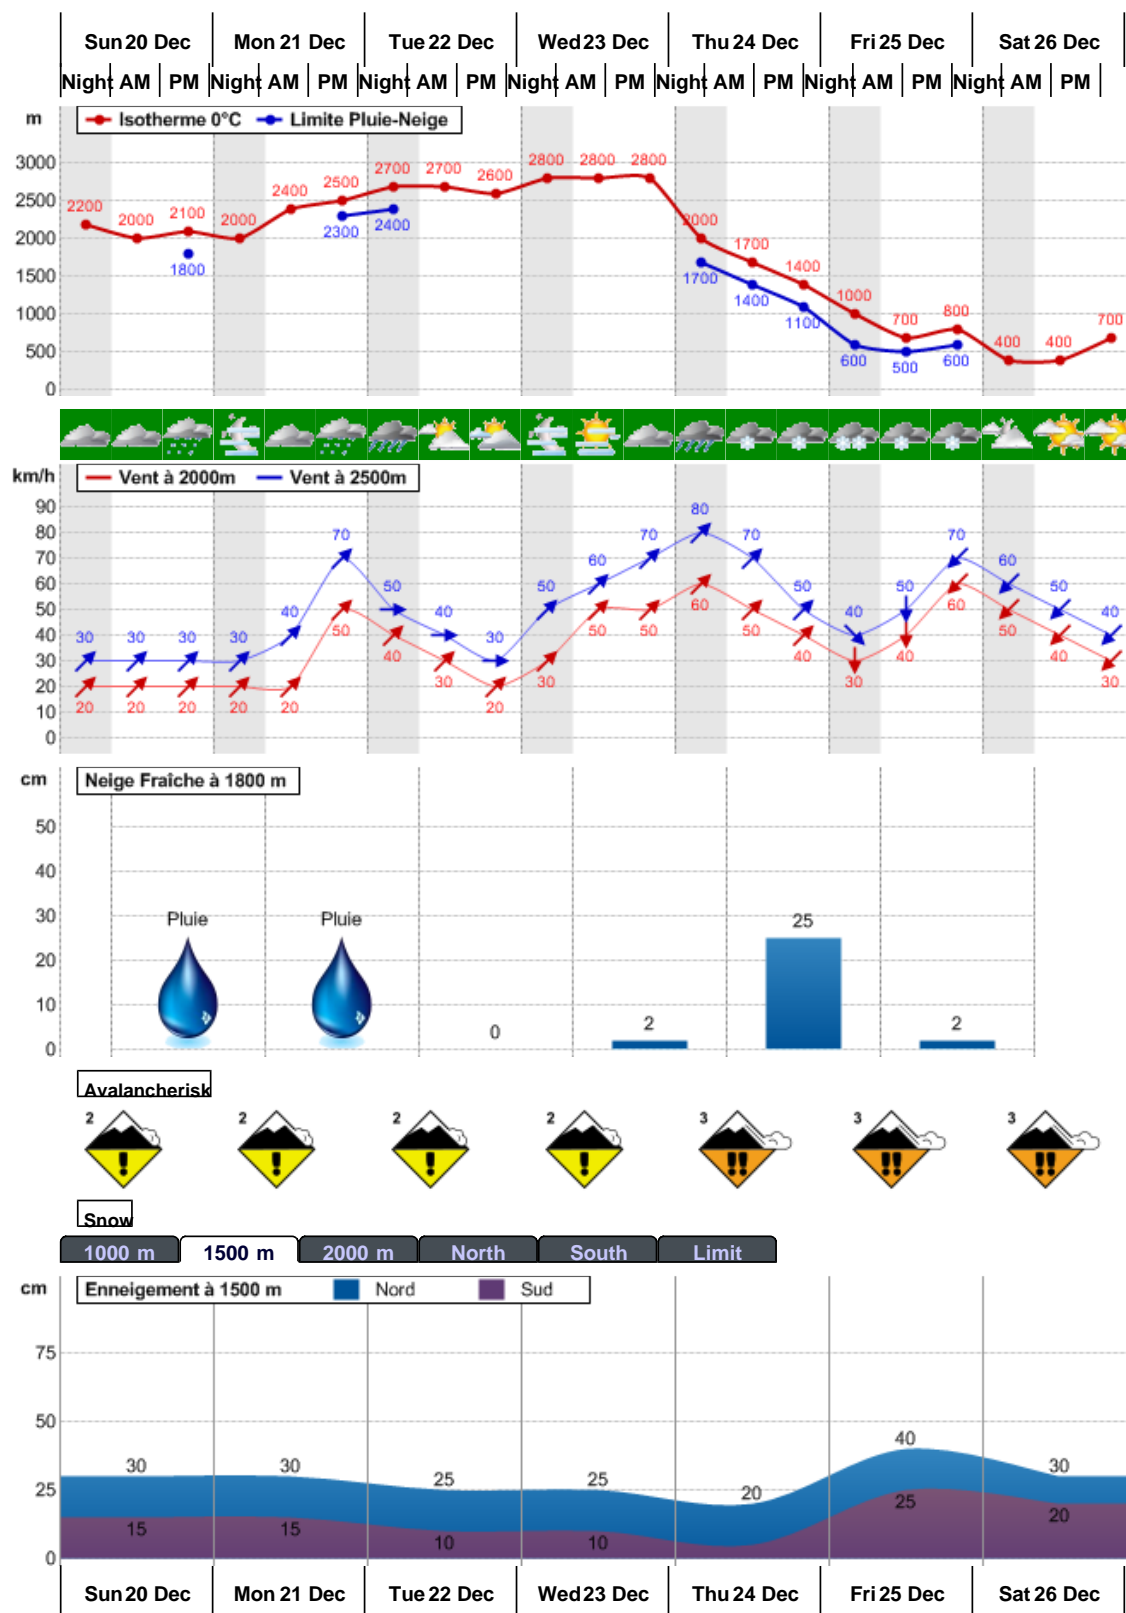 Sun 20 Dec Mon 21 Dec Tue 22 Dec Wed 23 Dec Thu 24 Dec Fri 25 Dec Sat 26 Dec
Night AM PM Night AM PM Night AM PM Night AM PM Night AM PM Night AM PM Night AM PM
m Isotherme 0°C Limite Pluie-Neige
3000
2500
2000
1500
1000
500
0
2200 2000 2100 2000 2400 2500 2700 2700 2600 2800 2800 2800 2000 1700 1400 1000 700 800 400 400 700
1800 2300 2400 1700 1400 1100 600 500 600
km/h Vent à 2000m Vent à 2500m
90
80
70
60
50
40
30
20
10
0
30 30 30 30 40 70 50 40 30 50 60 70 80 70 50 40 50 70 60 50 40
20 20 20 20 20 50 40 30 20 30 50 50 60 50 40 30 40 60 50 40 30
cm Neige Fraîche à 1800 m
50
40
30
20
10
0
Pluie Pluie 0 2 25 2
Avalancherisk
2 2 2 2 3 3 3
Snow
1000 m 1500 m 2000 m North South Limit
cm Enneigement à 1500 m Nord Sud
75
50
25
0
30 30 25 25 20 40 30
15 15 10 10 25 20
Sun 20 Dec Mon 21 Dec Tue 22 Dec Wed 23 Dec Thu 24 Dec Fri 25 Dec Sat 26 Dec